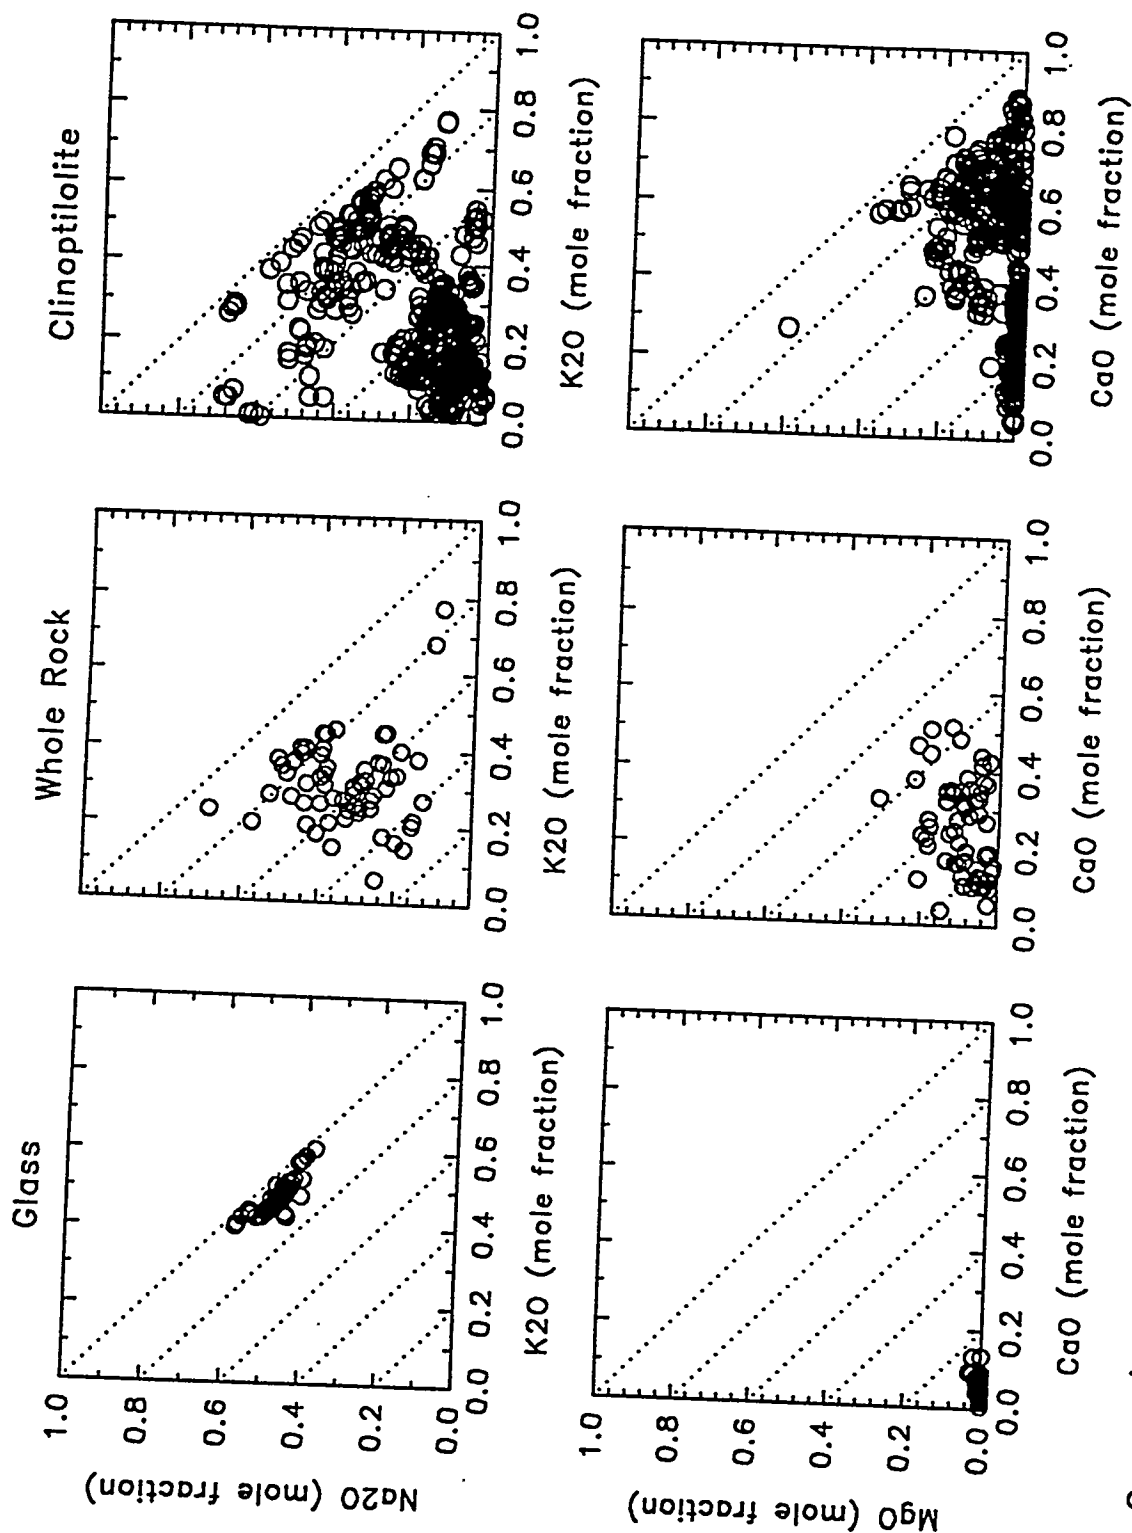 Glass
Whole Rock
Clinoptilolite
Na2O (mole fraction)
1.0
0.8
0.6
0.4
0.2
0.0
0.0 0.2 0.4 0.6 0.8 1.0
K2O (mole fraction)
0.0 0.2 0.4 0.6 0.8 1.0
K2O (mole fraction)
0.0 0.2 0.4 0.6 0.8 1.0
K2O (mole fraction)
MgO (mole fraction)
1.0
0.8
0.6
0.4
0.2
0.0
0.0 0.2 0.4 0.6 0.8 1.0
CaO (mole fraction)
0.0 0.2 0.4 0.6 0.8 1.0
CaO (mole fraction)
0.0 0.2 0.4 0.6 0.8 1.0
CaO (mole fraction)